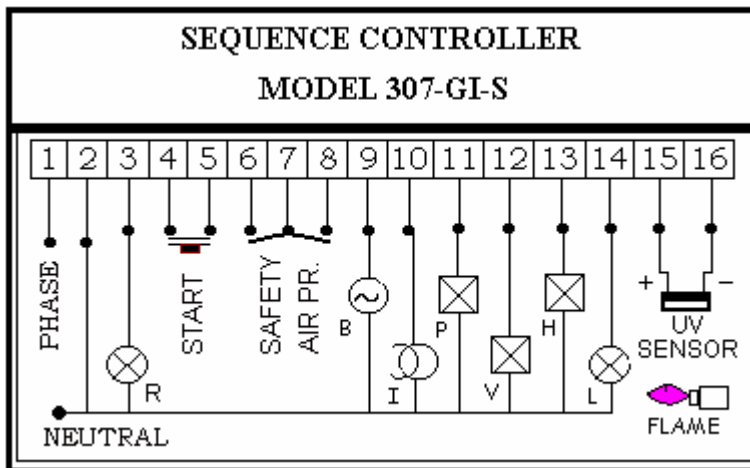 SEQUENCE CONTROLLER
MODEL 307-GI-S
1 2 3 4 5 6 7 8 9 10 11 12 13 14 15 16
PHASE
START
SAFETY
AIR PR.
R
B
I
P
V
H
L
+ −
UV
SENSOR
FLAME
NEUTRAL